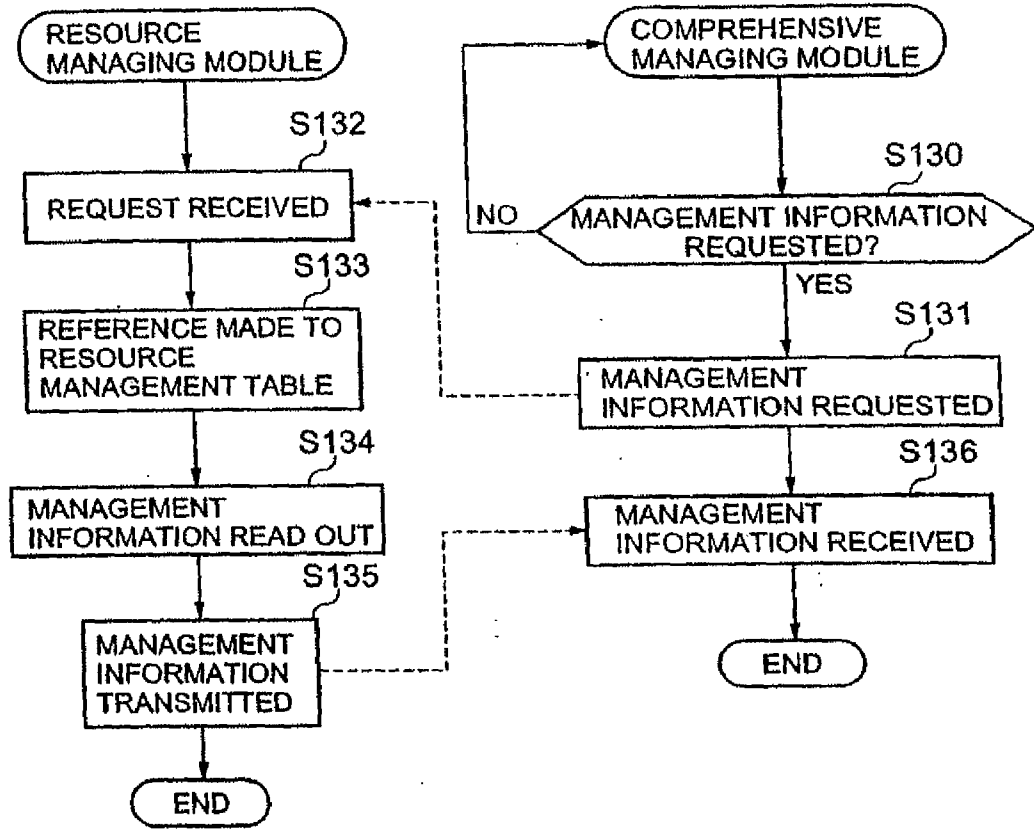 RESOURCE
MANAGING MODULE
S132
REQUEST RECEIVED
S133
REFERENCE MADE TO
RESOURCE
MANAGEMENT TABLE
S134
MANAGEMENT
INFORMATION READ OUT
S135
MANAGEMENT
INFORMATION
TRANSMITTED
END
COMPREHENSIVE
MANAGING MODULE
S130
NO
MANAGEMENT INFORMATION
REQUESTED?
YES
S131
MANAGEMENT
INFORMATION REQUESTED
S136
MANAGEMENT
INFORMATION RECEIVED
END